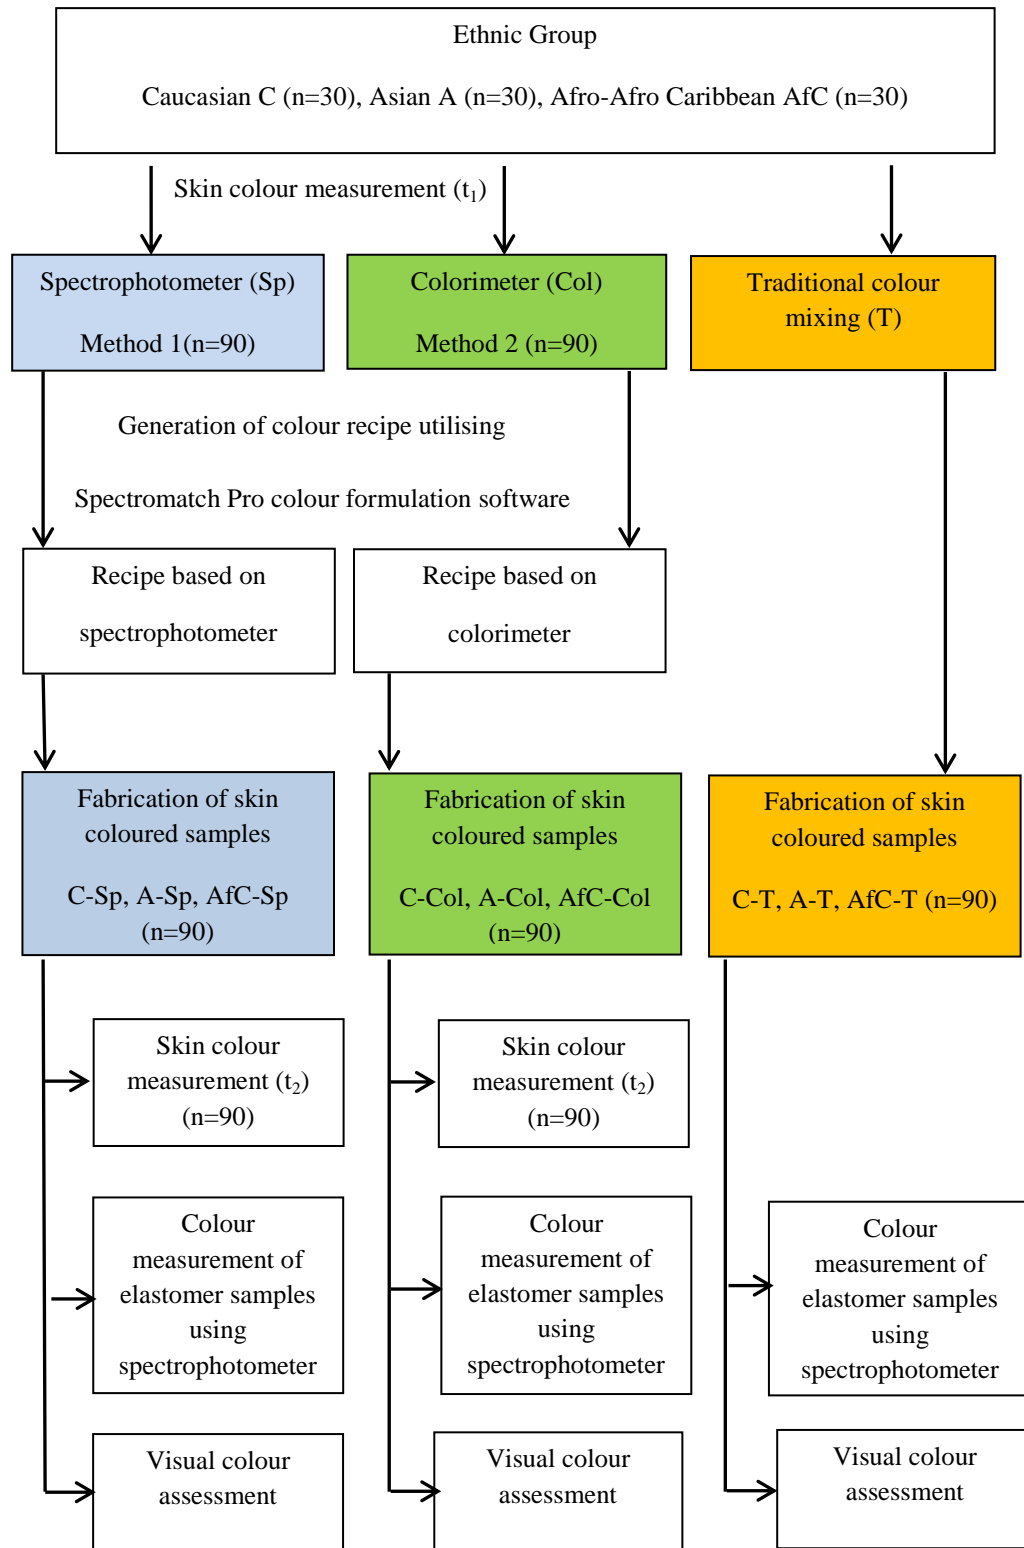 Ethnic Group
Caucasian C (n=30), Asian A (n=30), Afro-Afro Caribbean AfC (n=30)
Skin colour measurement (t₁)
Spectrophotometer (Sp)
Method 1(n=90)
Colorimeter (Col)
Method 2 (n=90)
Traditional colour
mixing (T)
Generation of colour recipe utilising
Spectromatch Pro colour formulation software
Recipe based on
spectrophotometer
Recipe based on
colorimeter
Fabrication of skin
coloured samples
C-Sp, A-Sp, AfC-Sp
(n=90)
Fabrication of skin
coloured samples
C-Col, A-Col, AfC-Col
(n=90)
Fabrication of skin
coloured samples
C-T, A-T, AfC-T (n=90)
Skin colour
measurement (t₂)
(n=90)
Skin colour
measurement (t₂)
(n=90)
Colour
measurement of
elastomer samples
using
spectrophotometer
Colour
measurement of
elastomer samples
using
spectrophotometer
Colour
measurement of
elastomer samples
using
spectrophotometer
Visual colour
assessment
Visual colour
assessment
Visual colour
assessment